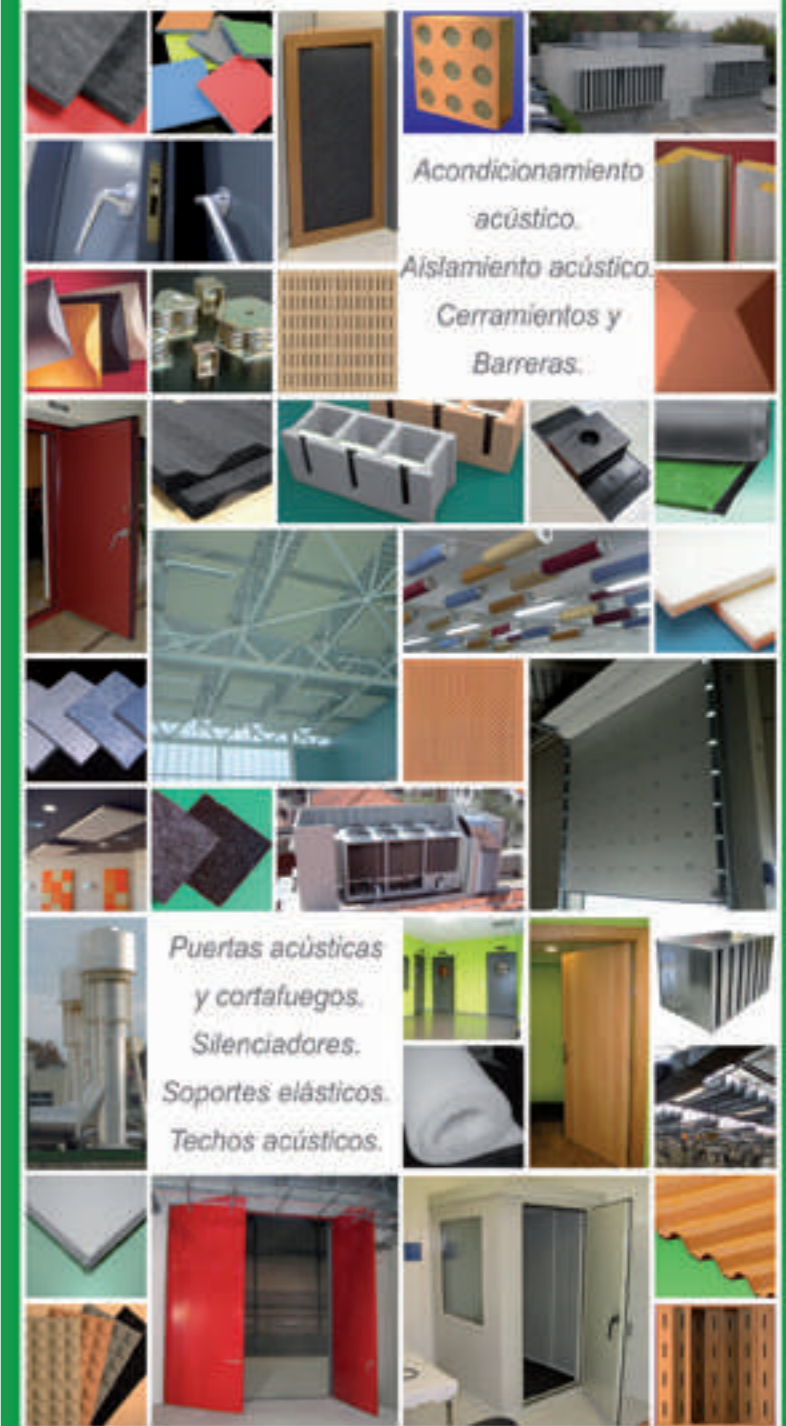 Acondicionamiento
acústico.
Aislamiento acústico.
Cerramientos y
Barreras.
Puertas acústicas
y cortafuegos.
Silenciadores.
Soportes elásticos.
Techos acústicos.